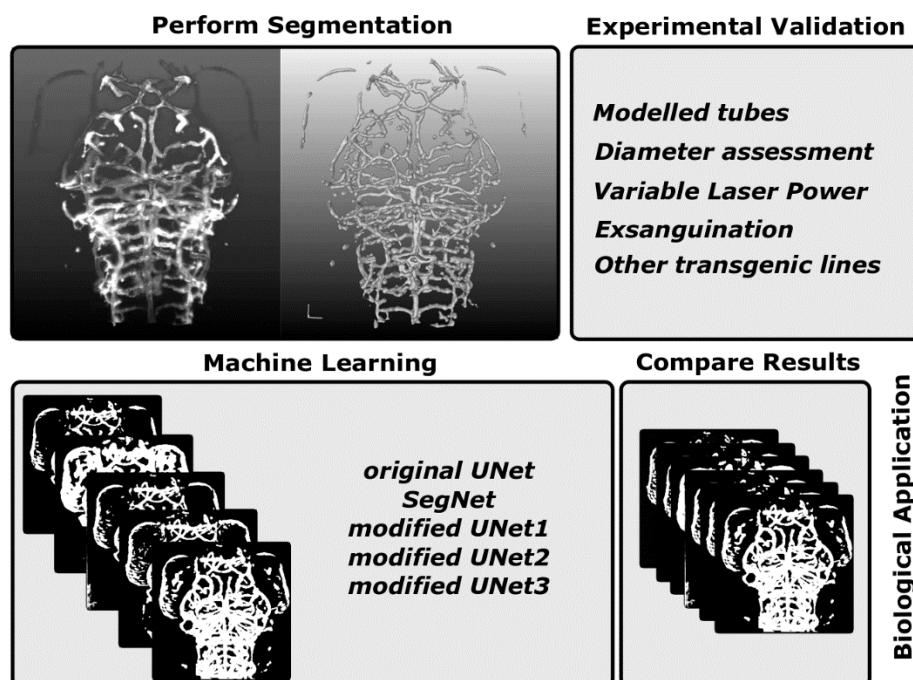 Perform Segmentation
Experimental Validation
Modelled tubes
Diameter assessment
Variable Laser Power
Exsanguination
Other transgenic lines
Machine Learning
original UNet
SegNet
modified UNet1
modified UNet2
modified UNet3
Compare Results
Biological Application